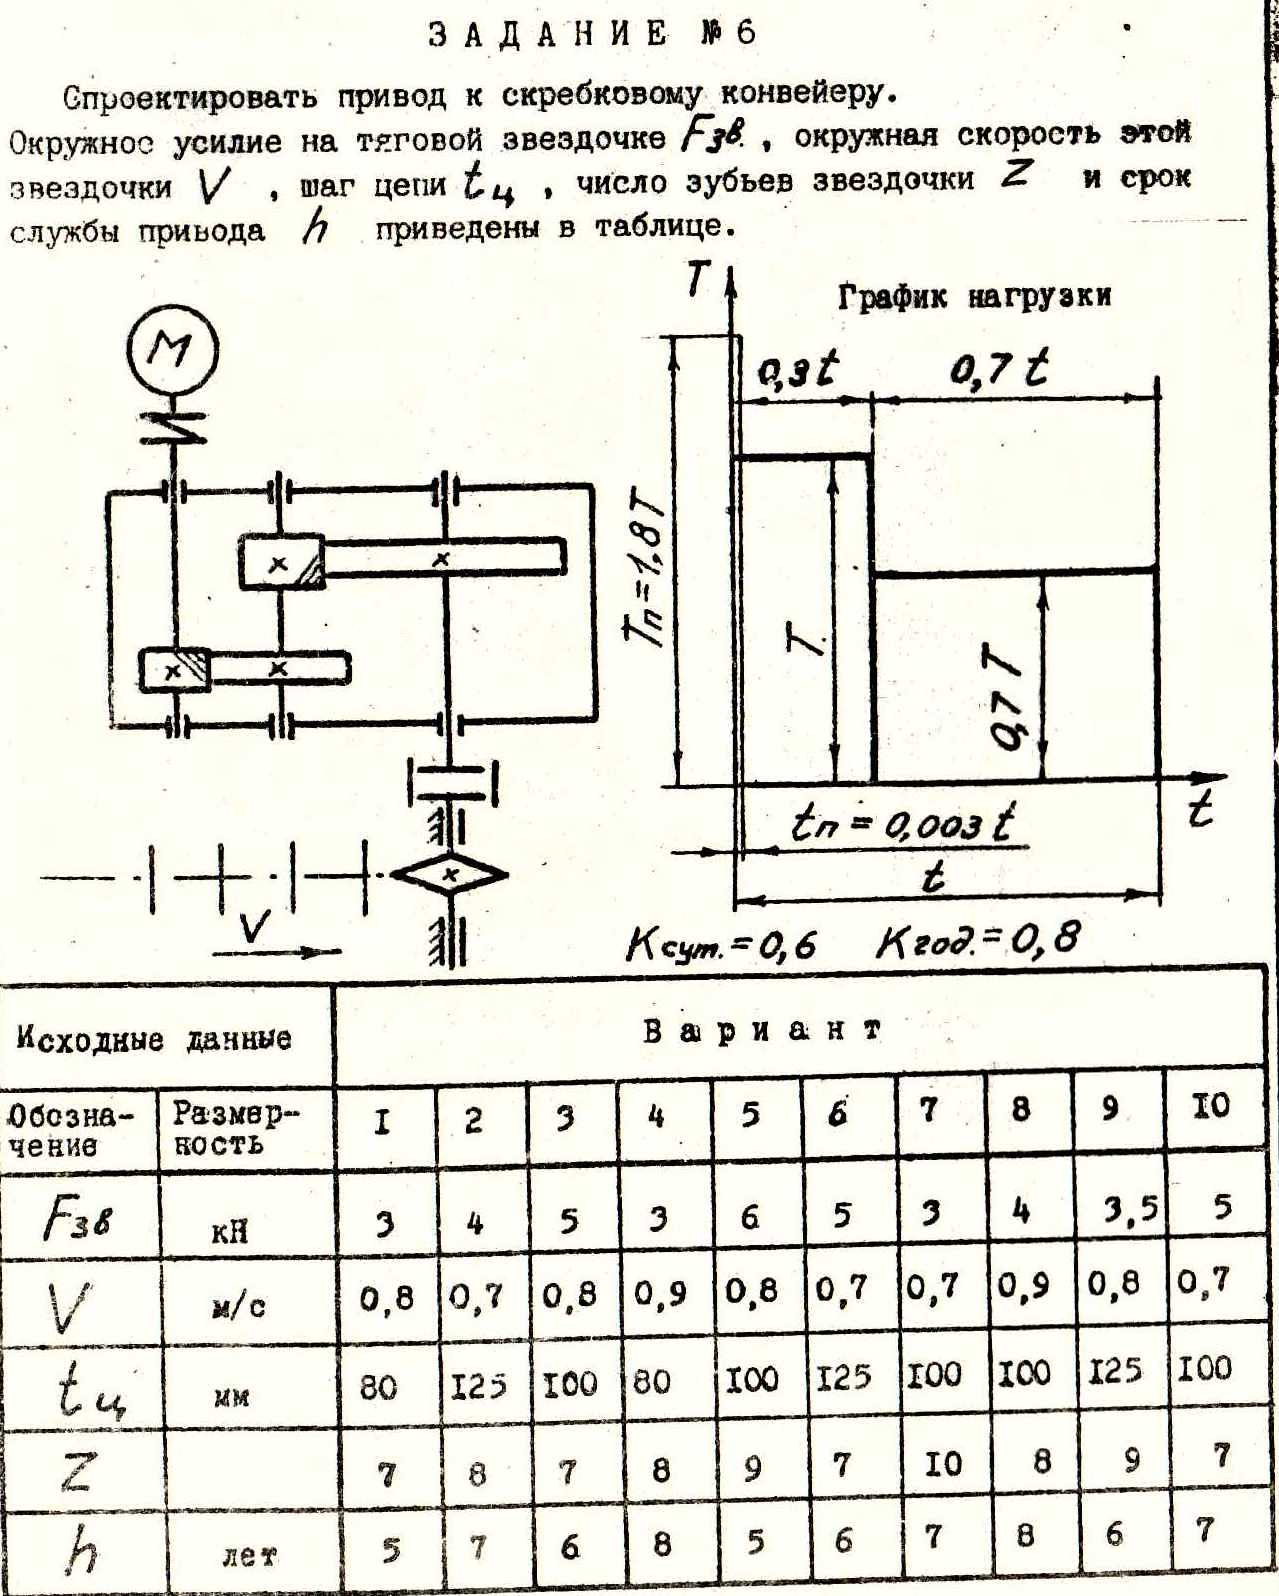 ЗАДАНИЕ №6
Спроектировать привод к скребковому конвейеру.
Окружное усилие на тяговой звездочке Fзв., окружная скорость этой
звездочки V , шаг цепи tц , число зубьев звездочки Z и срок
службы привода h приведены в таблице.
T
График нагрузки
М
0,3t 0,7t
Tп=1,8T
T
0,7T
tп=0,003t
t
t
V
Kсут.=0,6 Kгод.=0,8
Исходные данные Вариант
Обозна- Размер- I 2 3 4 5 6 7 8 9 I0
чение ность
Fзв кН 3 4 5 3 6 5 3 4 3,5 5
V м/с 0,8 0,7 0,8 0,9 0,8 0,7 0,7 0,9 0,8 0,7
tц мм 80 I25 I00 80 I00 I25 I00 I00 I25 I00
Z 7 8 7 8 9 7 I0 8 9 7
h лет 5 7 6 8 5 6 7 8 6 7